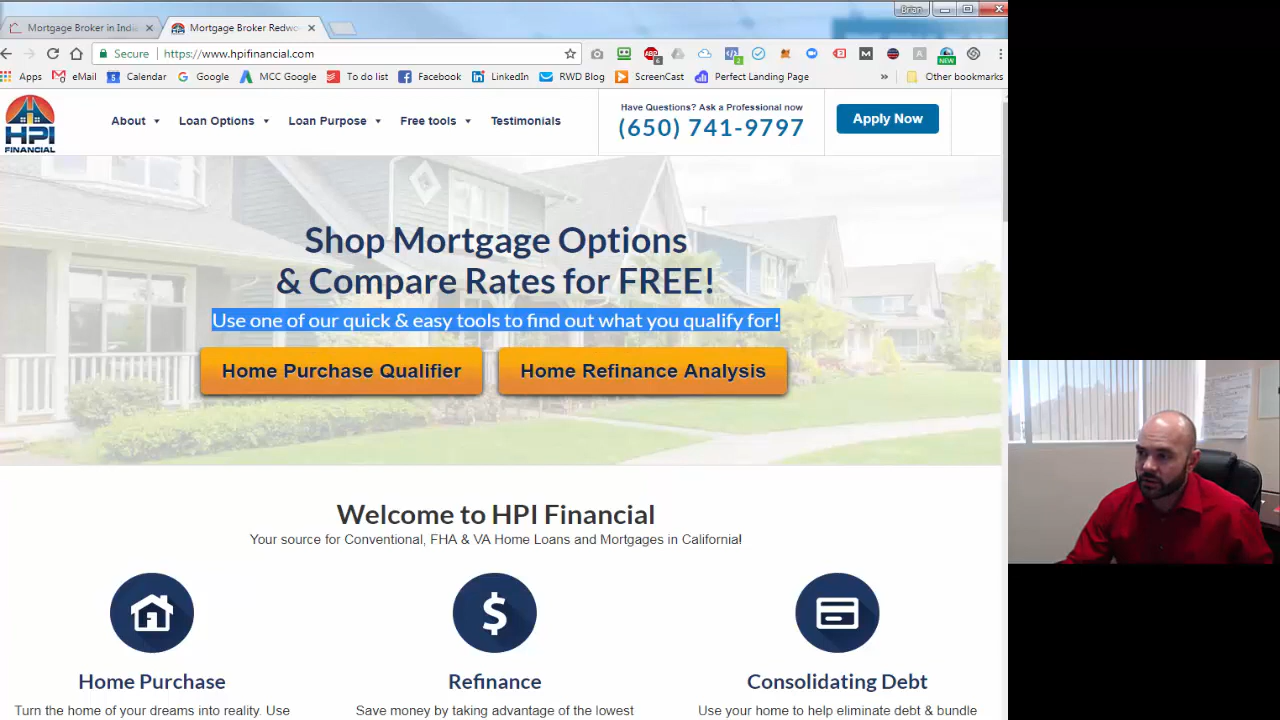 Brian
Mortgage Broker in India
Mortgage Broker Redwo
Secure
https://www.hpifinancial.com
Apps
eMail
Calendar
Google
MCC Google
To do list
Facebook
LinkedIn
RWD Blog
ScreenCast
Perfect Landing Page
»
Other bookmarks
HPI
FINANCIAL
About
Loan Options
Loan Purpose
Free tools
Testimonials
Have Questions? Ask a Professional now
(650) 741-9797
Apply Now
Shop Mortgage Options
& Compare Rates for FREE!
Use one of our quick & easy tools to find out what you qualify for!
Home Purchase Qualifier
Home Refinance Analysis
Welcome to HPI Financial
Your source for Conventional, FHA & VA Home Loans and Mortgages in California!
Home Purchase
Refinance
Consolidating Debt
Turn the home of your dreams into reality. Use
Save money by taking advantage of the lowest
Use your home to help eliminate debt & bundle